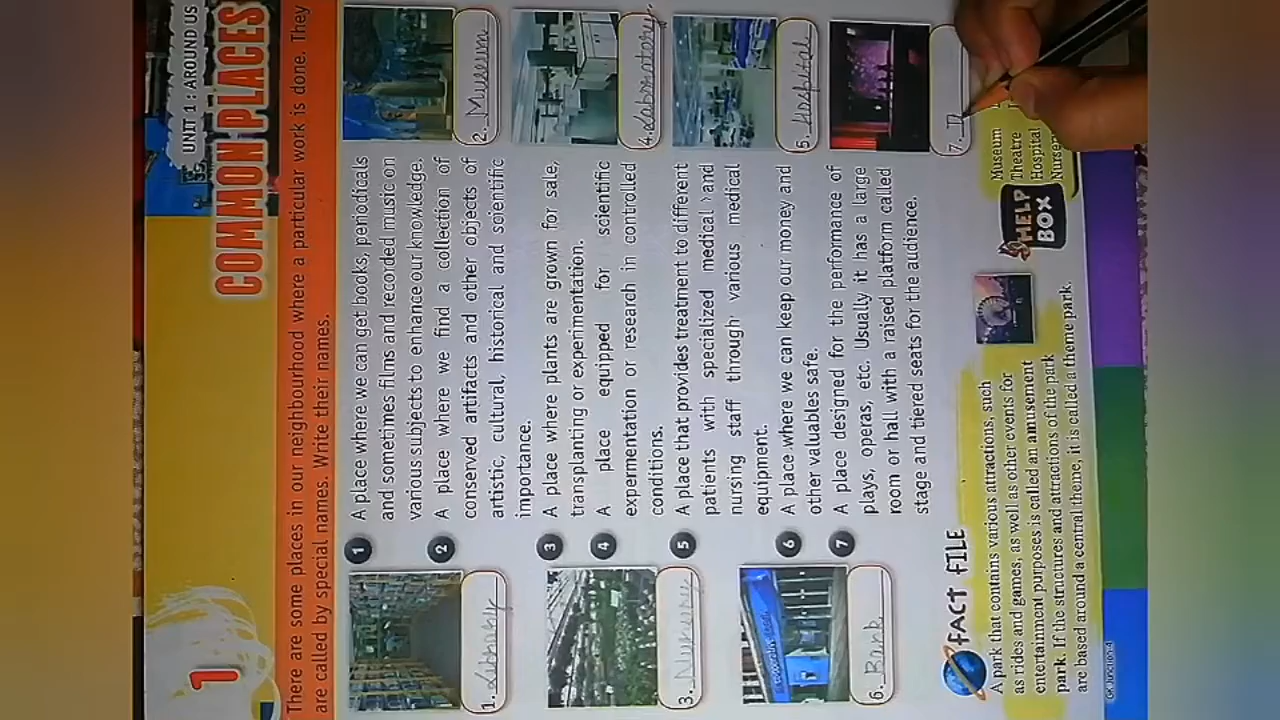 1
UNIT 1 : AROUND US
COMMON PLACES
There are some places in our neighbourhood where a particular work is done. They
are called by special names. Write their names.
1. Library
3. Nursery
6. Bank
1 A place where we can get books, periodicals
and sometimes films and recorded music on
various subjects to enhance our knowledge.
2 A place where we find a collection of
conserved artifacts and other objects of
artistic, cultural, historical and scientific
importance.
3 A place where plants are grown for sale,
transplanting or experimentation.
4 A place equipped for scientific
experimentation or research in controlled
conditions.
5 A place that provides treatment to different
patients with specialized medical and
nursing staff through various medical
equipment.
6 A place where we can keep our money and
other valuables safe.
7 A place designed for the performance of
plays, operas, etc. Usually it has a large
room or hall with a raised platform called
stage and tiered seats for the audience.
2. Museum
4. Laboratory
5. Hospital
7.
FACT FILE
A park that contains various attractions, such
as rides and games, as well as other events for
entertainment purposes is called an amusement
park. If the structures and attractions of the park
are based around a central theme, it is called a theme park.
HELP
BOX
Museum
Theatre
Hospital
Nursery